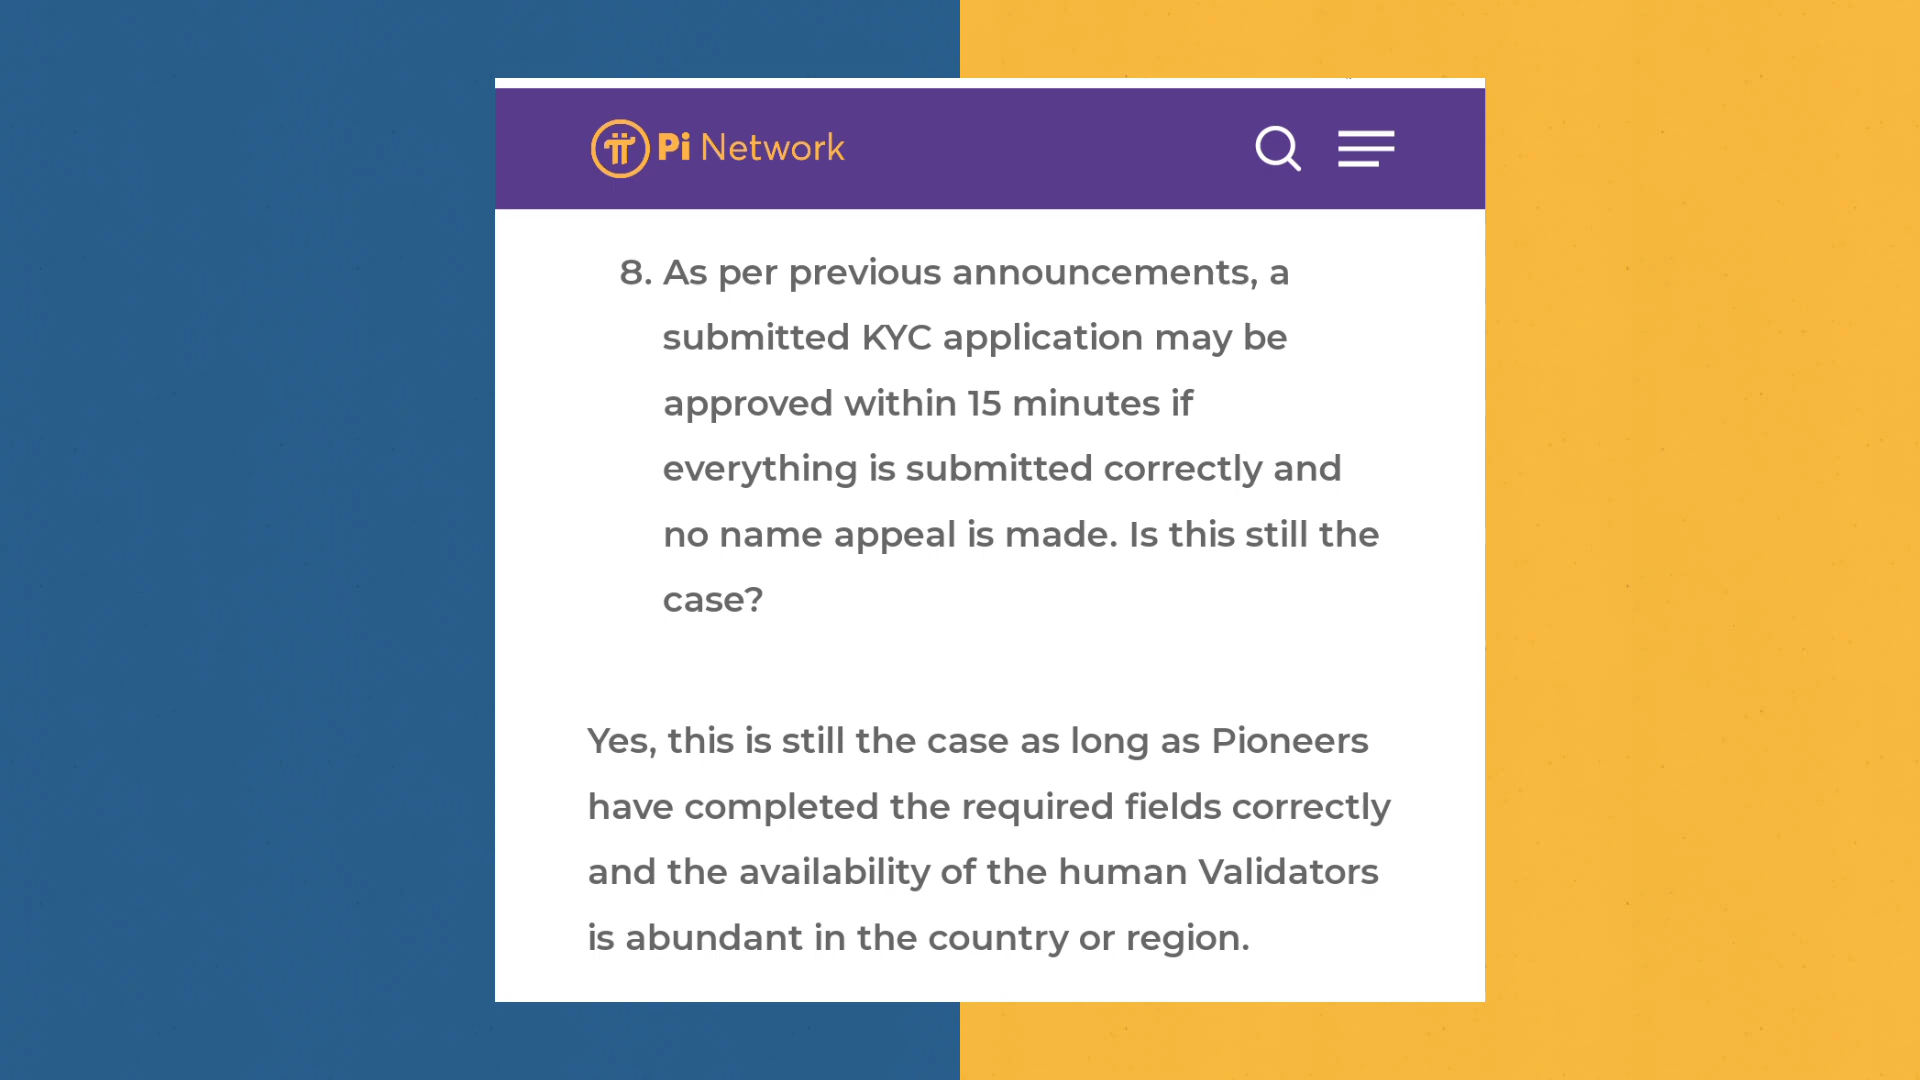 Pi Network
8. As per previous announcements, a
submitted KYC application may be
approved within 15 minutes if
everything is submitted correctly and
no name appeal is made. Is this still the
case?
Yes, this is still the case as long as Pioneers
have completed the required fields correctly
and the availability of the human Validators
is abundant in the country or region.